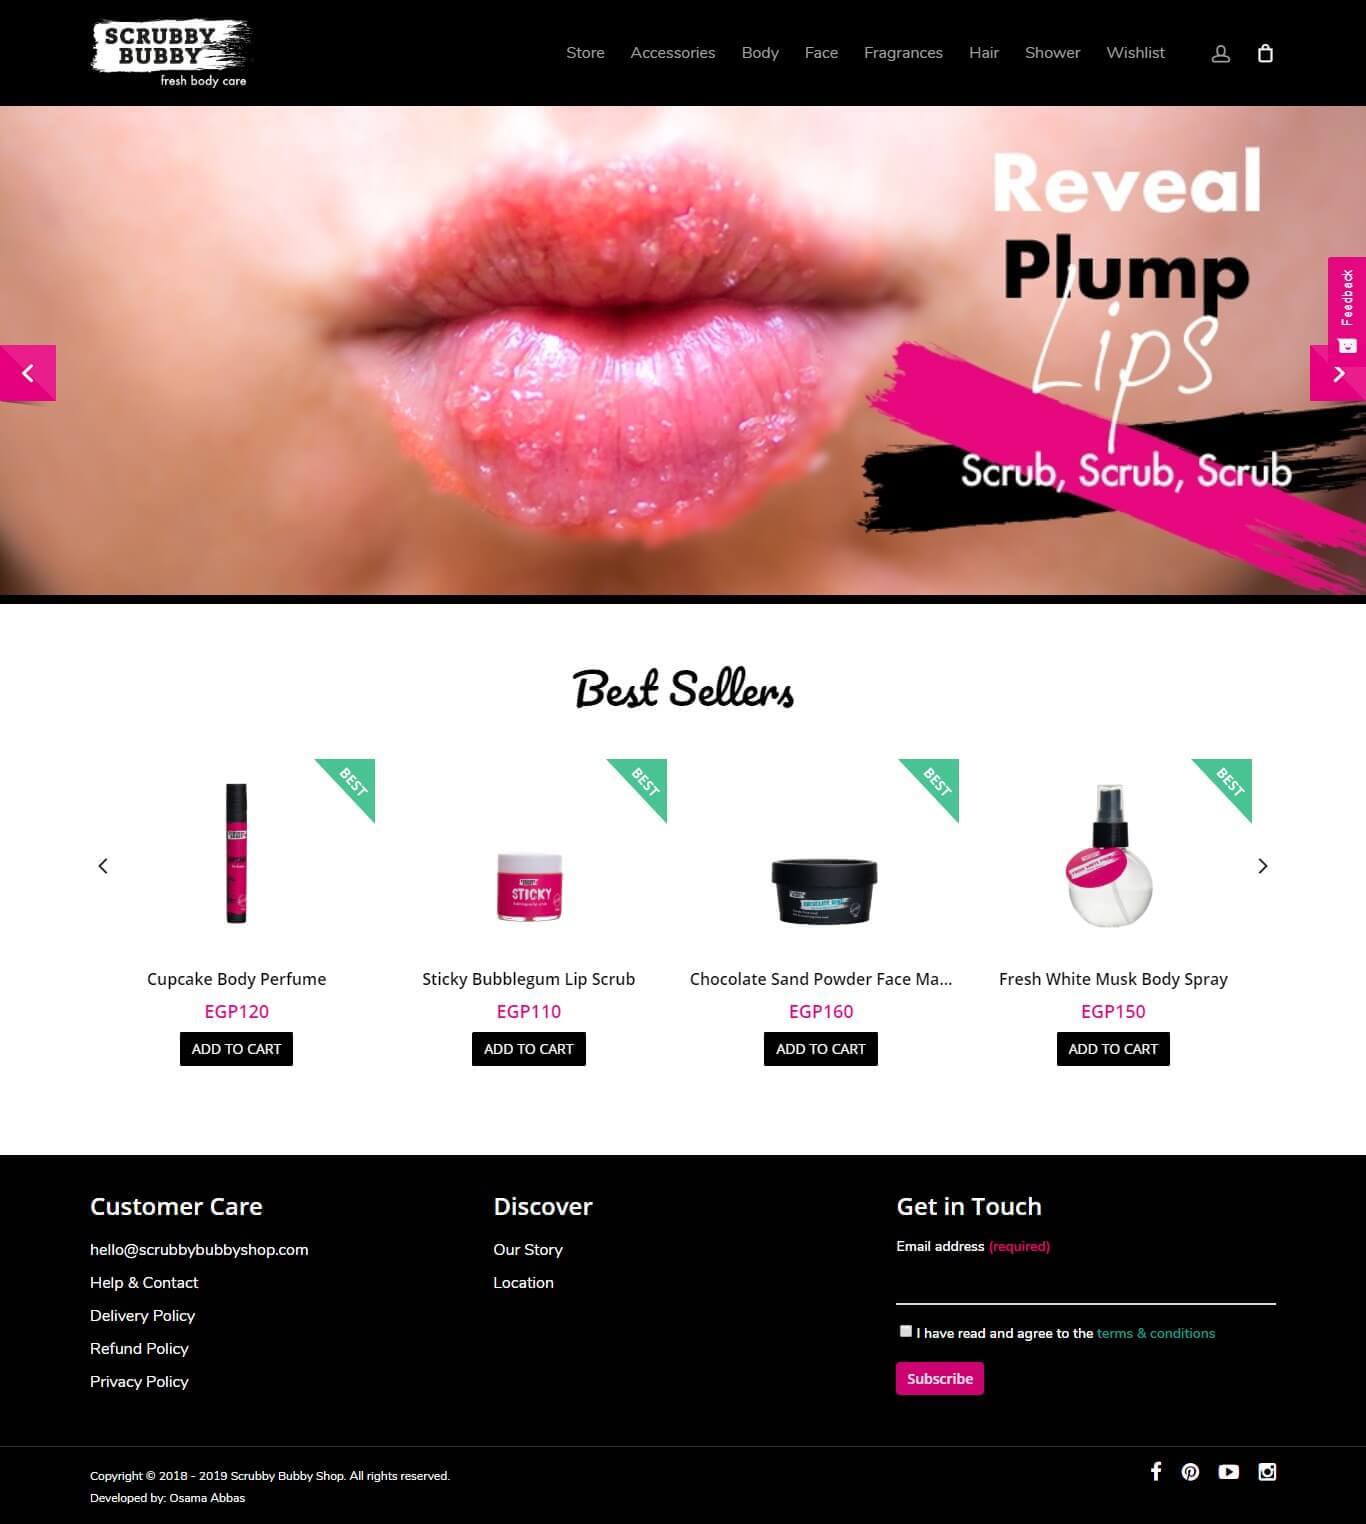 SCRUBBY
BUBBY
fresh body care
Store Accessories Body Face Fragrances Hair Shower Wishlist
Reveal
Plump
Lips
Scrub, Scrub, Scrub
Feedback
Best Sellers
BEST BEST BEST BEST
STICKY
Cupcake Body Perfume
EGP120
ADD TO CART
Sticky Bubblegum Lip Scrub
EGP110
ADD TO CART
Chocolate Sand Powder Face Ma...
EGP160
ADD TO CART
Fresh White Musk Body Spray
EGP150
ADD TO CART
Customer Care
hello@scrubbybubbyshop.com
Help & Contact
Delivery Policy
Refund Policy
Privacy Policy
Discover
Our Story
Location
Get in Touch
Email address (required)
I have read and agree to the terms & conditions
Subscribe
Copyright © 2018 - 2019 Scrubby Bubby Shop. All rights reserved.
Developed by: Osama Abbas